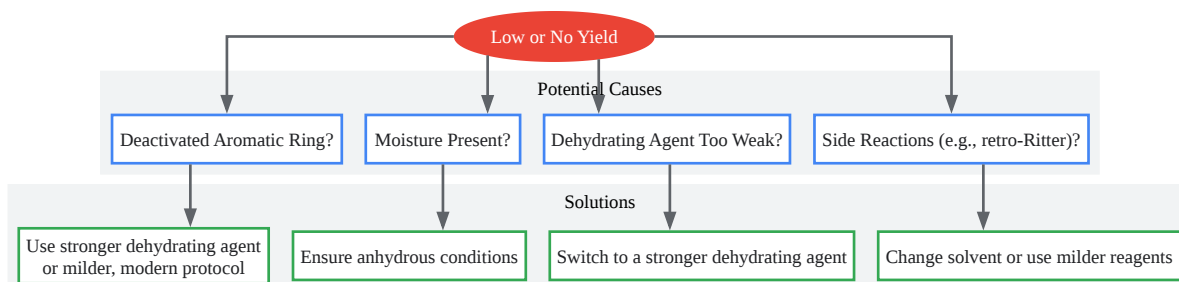 Low or No Yield
Potential Causes
Deactivated Aromatic Ring?
Moisture Present?
Dehydrating Agent Too Weak?
Side Reactions (e.g., retro-Ritter)?
Solutions
Use stronger dehydrating agent
or milder, modern protocol
Ensure anhydrous conditions
Switch to a stronger dehydrating agent
Change solvent or use milder reagents